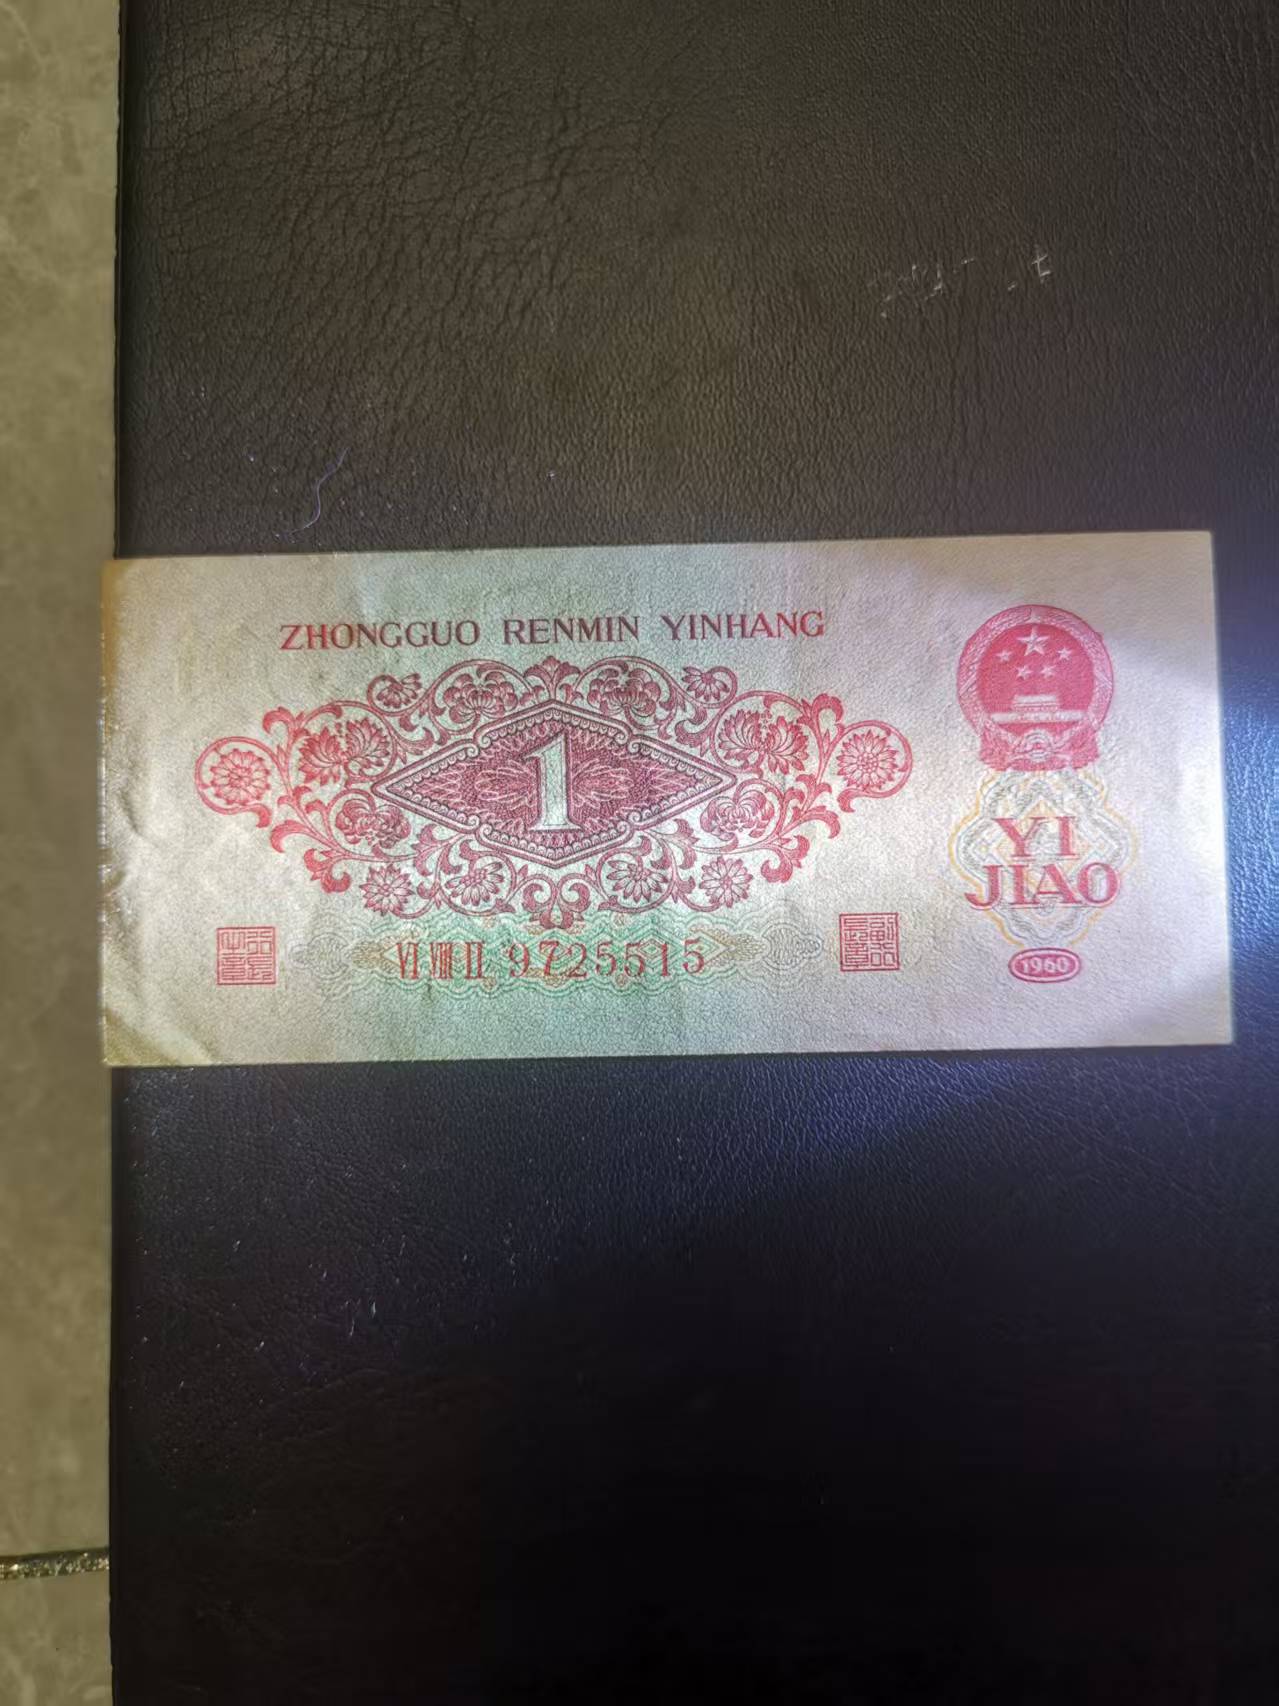 ZHONGGUO RENMIN YINHANG
1
YI
JIAO
VI VIII II 9725515
1960